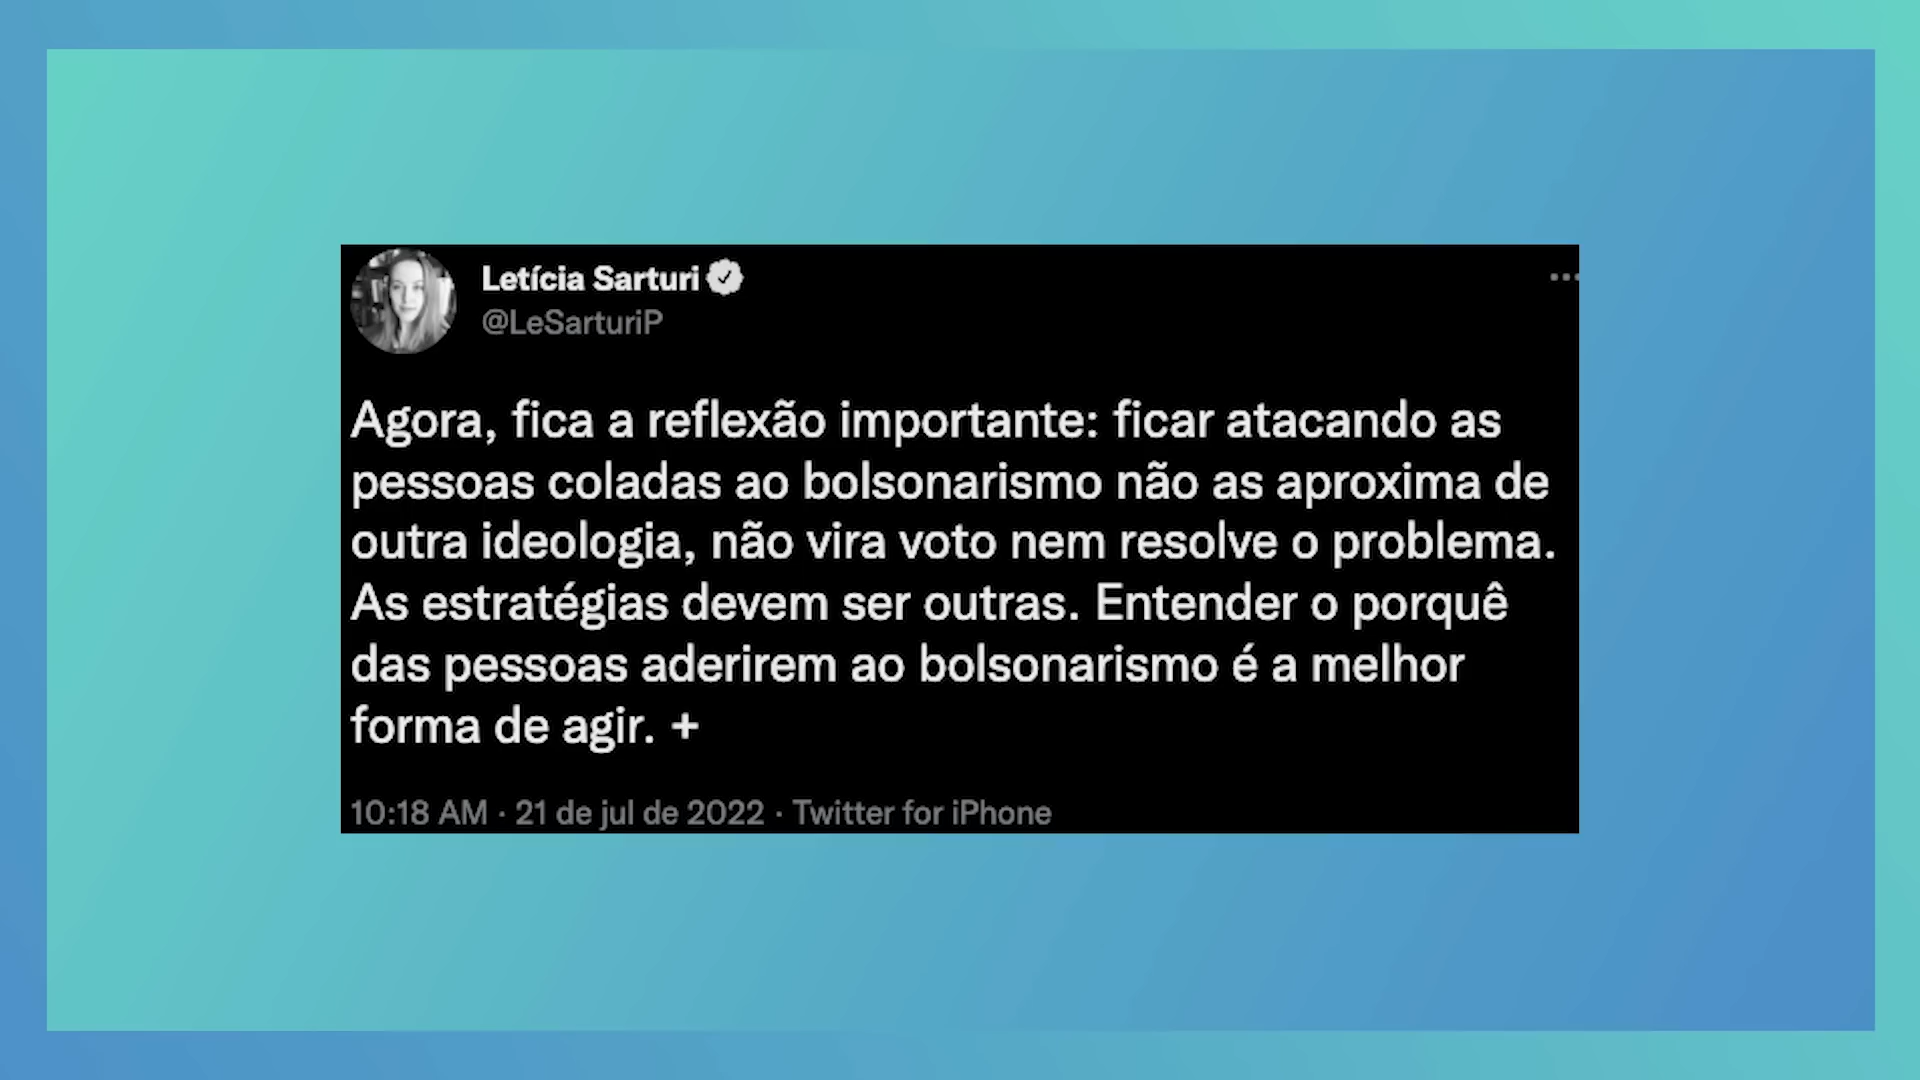 Letícia Sarturi
@LeSarturiP
Agora, fica a reflexão importante: ficar atacando as
pessoas coladas ao bolsonarismo não as aproxima de
outra ideologia, não vira voto nem resolve o problema.
As estratégias devem ser outras. Entender o porquê
das pessoas aderirem ao bolsonarismo é a melhor
forma de agir. +
10:18 AM · 21 de jul de 2022 · Twitter for iPhone